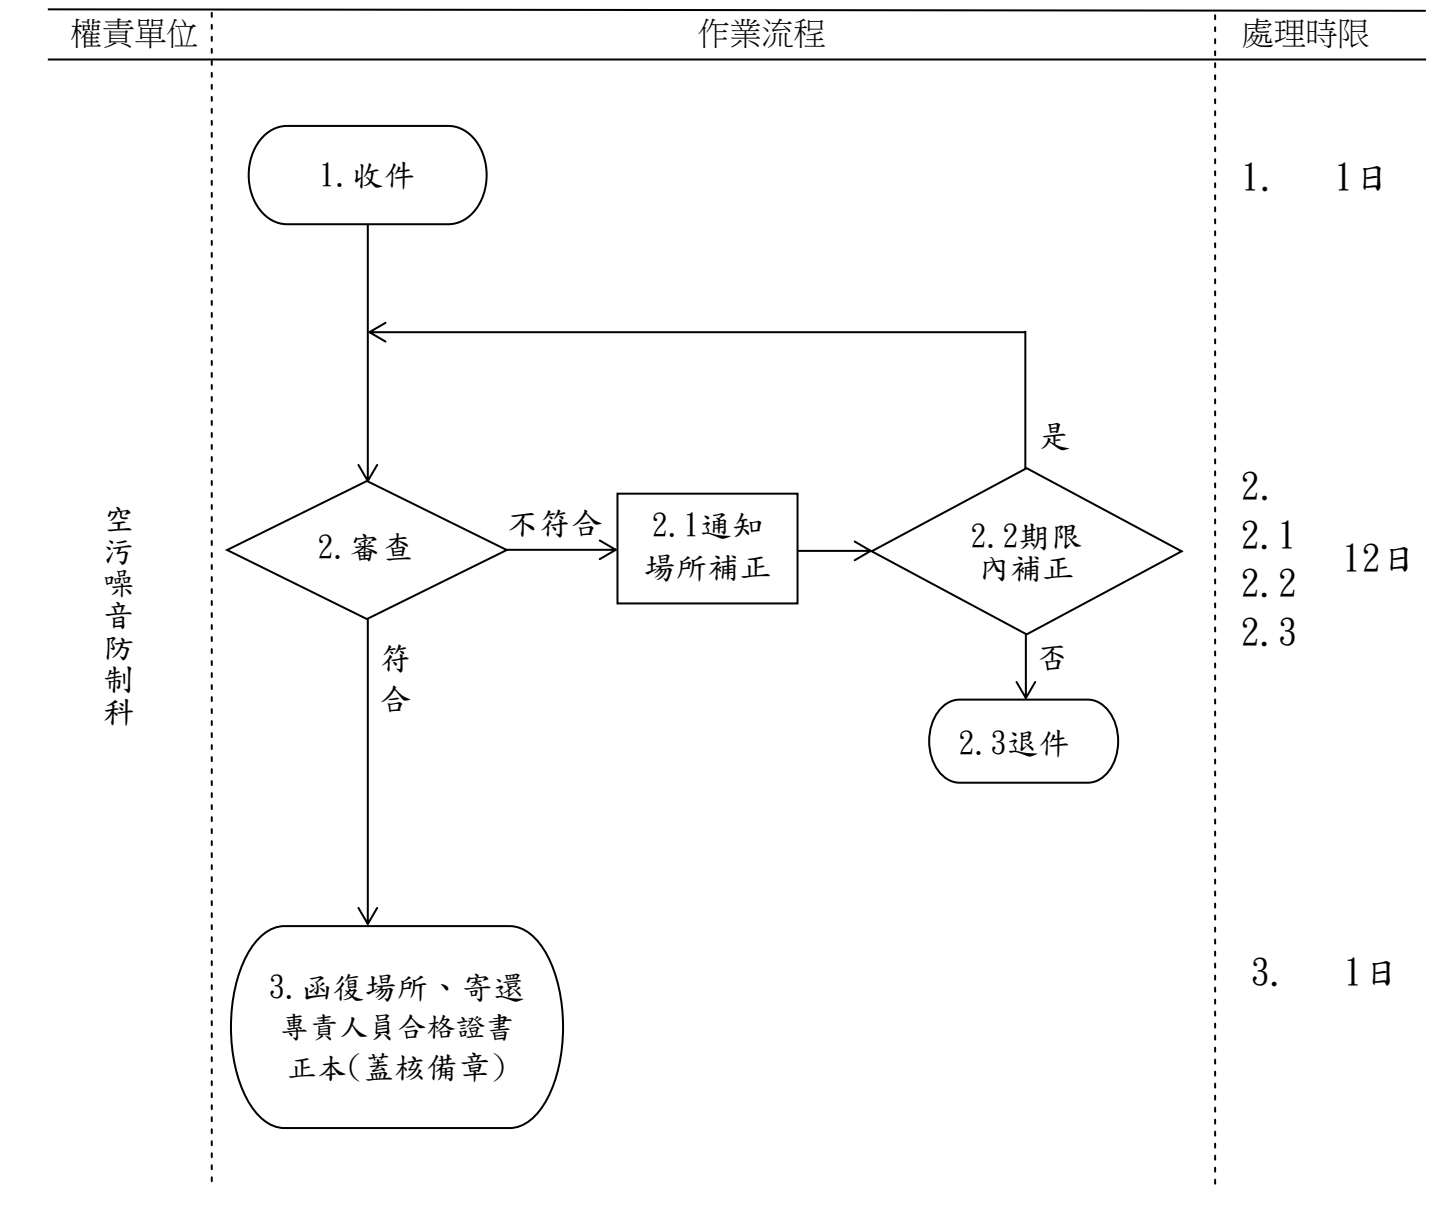 權責單位
作業流程
處理時限
1.收件
1. 1日
是
空污噪音防制科
2.審查
不符合
2.1通知
場所補正
2.2期限
內補正
2.
2.1
2.2
2.3
12日
符合
否
2.3退件
3.函復場所、寄還
專責人員合格證書
正本(蓋核備章)
3. 1日